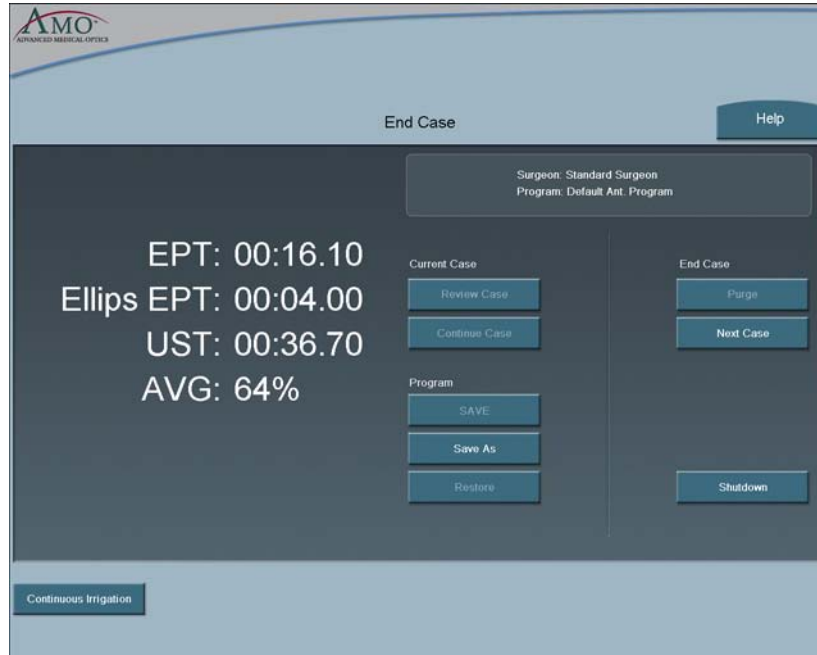 AMO
ADVANCED MEDICAL OPTICS
End Case
Help
Surgeon: Standard Surgeon
Program: Default Ant. Program
EPT: 00:16.10
Ellips EPT: 00:04.00
UST: 00:36.70
AVG: 64%
Current Case
Review Case
Continue Case
Program
SAVE
Save As
Restore
End Case
Purge
Next Case
Shutdown
Continuous Irrigation